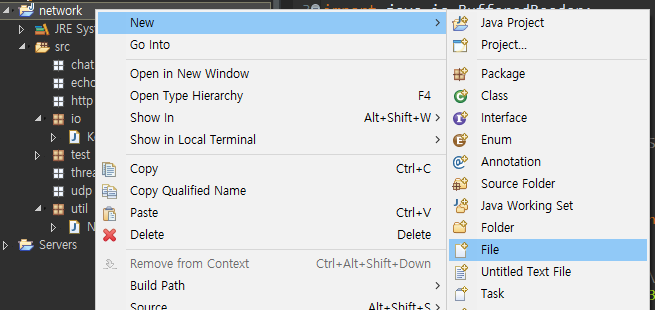 network
JRE Sys
src
chat
echo
http
io
K
test
threa
udp
util
N
Servers
New
Go Into
Open in New Window
Open Type Hierarchy F4
Show In Alt+Shift+W
Show in Local Terminal
Copy Ctrl+C
Copy Qualified Name
Paste Ctrl+V
Delete Delete
Remove from Context Ctrl+Alt+Shift+Down
Build Path
Source Alt+Shift+S
Java Project
Project...
Package
Class
Interface
Enum
Annotation
Source Folder
Java Working Set
Folder
File
Untitled Text File
Task